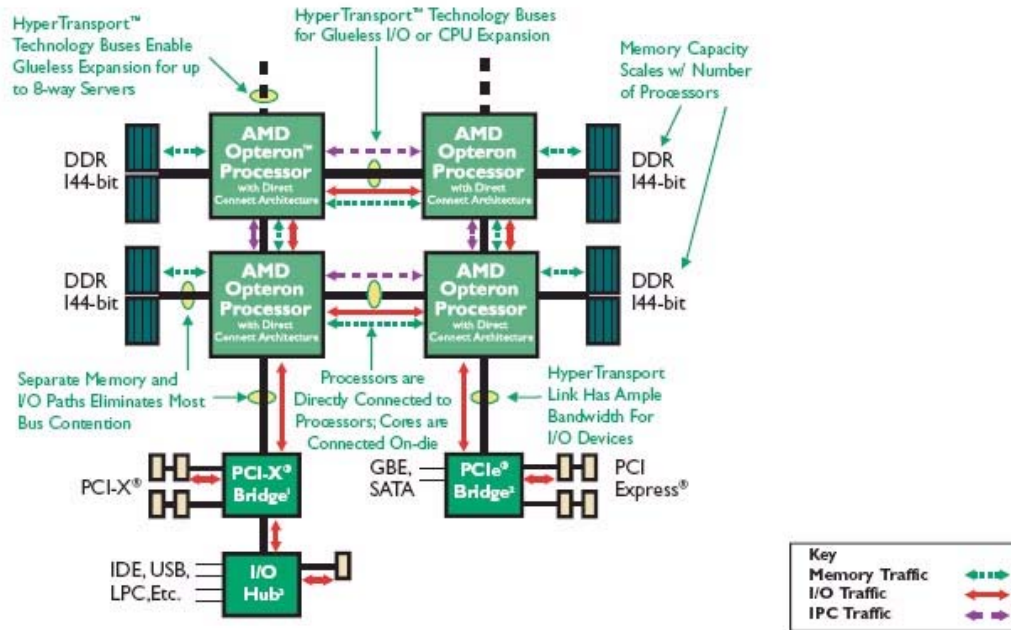 HyperTransport™
Technology Buses Enable
Glueless Expansion for up
to 8-way Servers
HyperTransport™ Technology Buses
for Glueless I/O or CPU Expansion
Memory Capacity
Scales w/ Number
of Processors
DDR
144-bit
AMD
Opteron™
Processor
with Direct
Connect Architecture
AMD
Opteron
Processor
with Direct
Connect Architecture
DDR
144-bit
DDR
144-bit
AMD
Opteron
Processor
with Direct
Connect Architecture
AMD
Opteron
Processor
with Direct
Connect Architecture
DDR
144-bit
Separate Memory and
I/O Paths Eliminates Most
Bus Contention
Processors are
Directly Connected to
Processors; Cores are
Connected On-die
HyperTransport
Link Has Ample
Bandwidth For
I/O Devices
PCI-X®
PCI-X®
Bridge¹
GBE,
SATA
PCIe®
Bridge²
PCI
Express®
IDE, USB,
LPC,Etc.
I/O
Hub³
Key
Memory Traffic
I/O Traffic
IPC Traffic